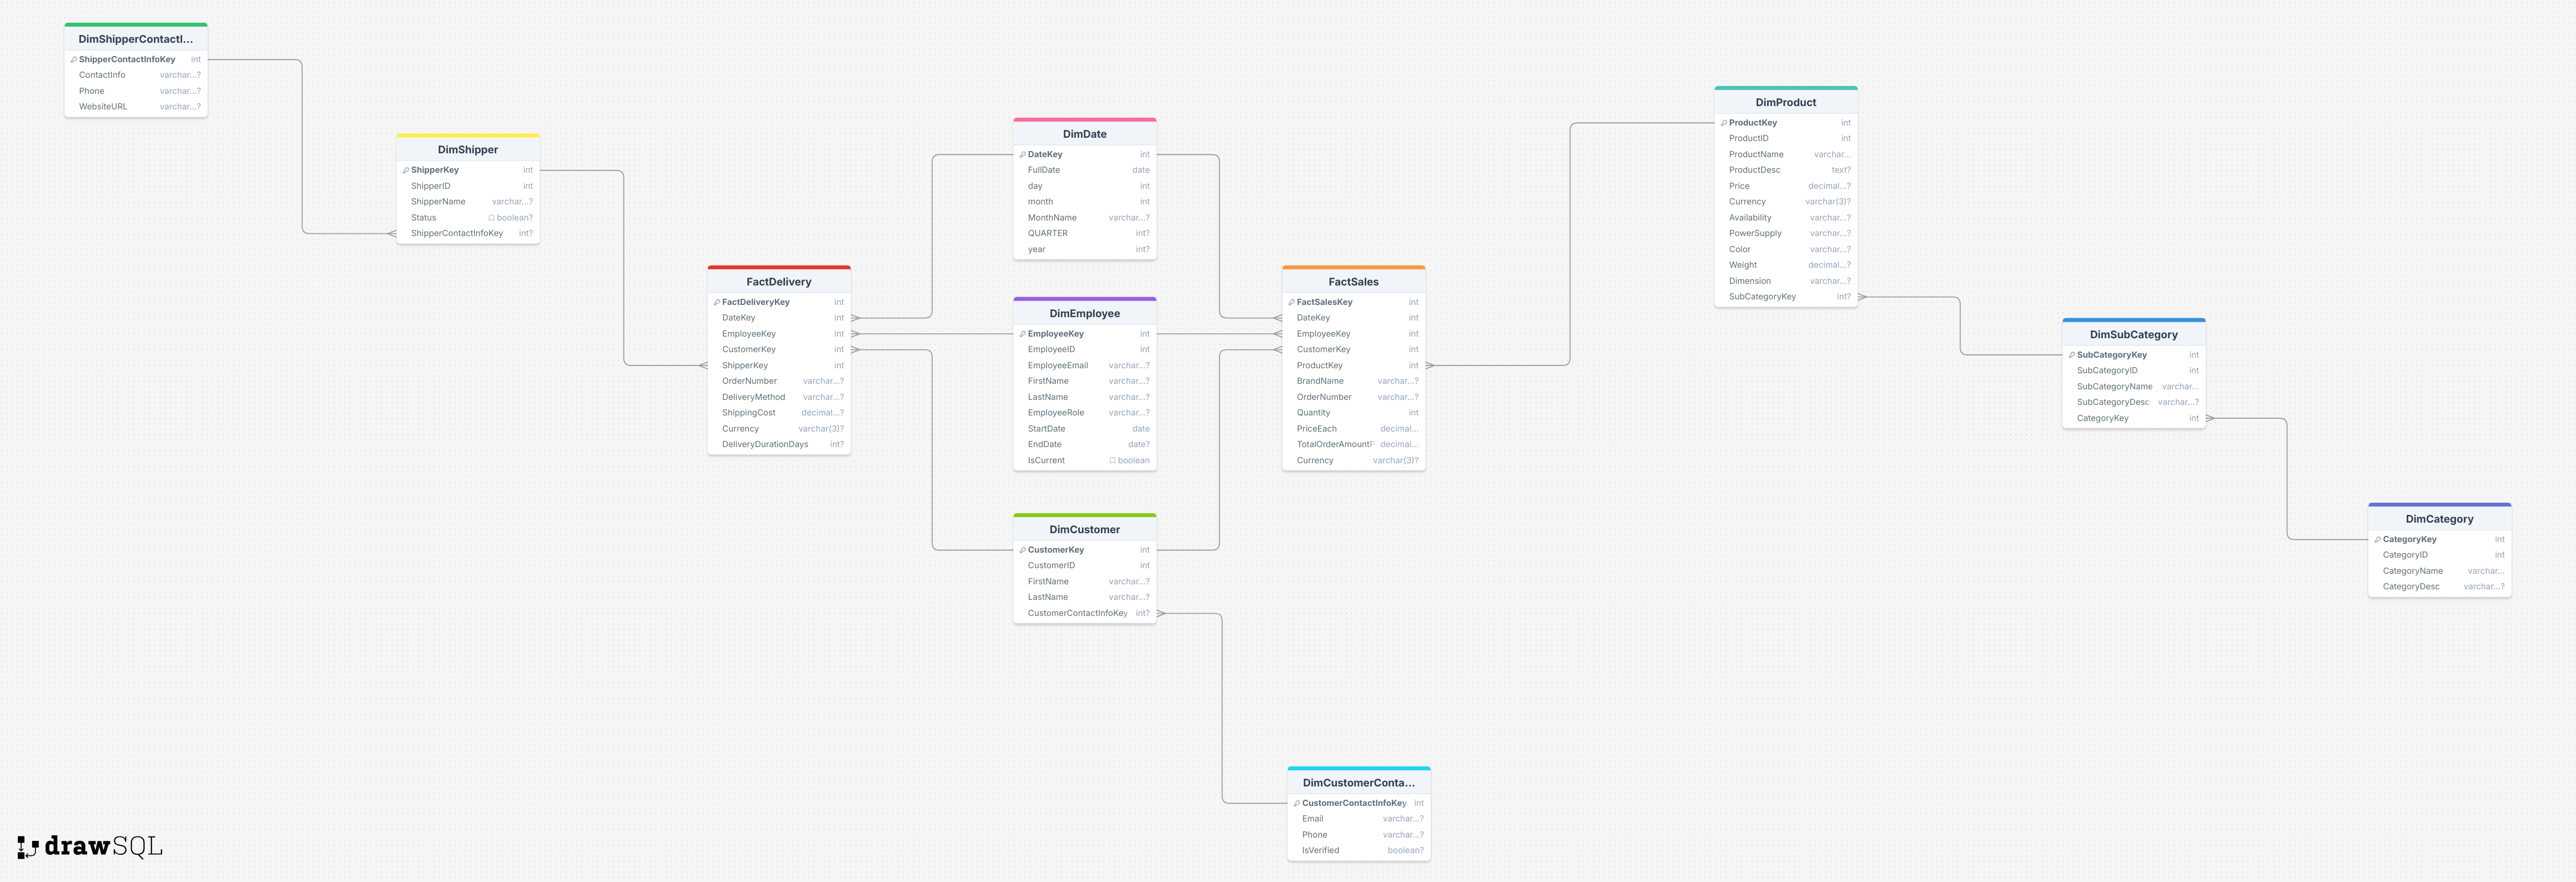 DimShipperContactI...
ShipperContactInfoKey int
ContactInfo varchar...?
Phone varchar...?
WebsiteURL varchar...?
DimShipper
ShipperKey int
ShipperID int
ShipperName varchar...?
Status boolean?
ShipperContactInfoKey int?
FactDelivery
FactDeliveryKey int
DateKey int
EmployeeKey int
CustomerKey int
ShipperKey int
OrderNumber varchar...?
DeliveryMethod varchar...?
ShippingCost decimal...?
Currency varchar(3)?
DeliveryDurationDays int?
DimDate
DateKey int
FullDate date
day int
month int
MonthName varchar...?
QUARTER int?
year int?
DimEmployee
EmployeeKey int
EmployeeID int
EmployeeEmail varchar...?
FirstName varchar...?
LastName varchar...?
EmployeeRole varchar...?
StartDate date
EndDate date?
IsCurrent boolean
DimCustomer
CustomerKey int
CustomerID int
FirstName varchar...?
LastName varchar...?
CustomerContactInfoKey int?
FactSales
FactSalesKey int
DateKey int
EmployeeKey int
CustomerKey int
ProductKey int
BrandName varchar...?
OrderNumber varchar...?
Quantity int
PriceEach decimal...
TotalOrderAmountF decimal...
Currency varchar(3)?
DimCustomerConta...
CustomerContactInfoKey int
Email varchar...?
Phone varchar...?
IsVerified boolean?
DimProduct
ProductKey int
ProductID int
ProductName varchar...
ProductDesc text?
Price decimal...?
Currency varchar(3)?
Availability varchar...?
PowerSupply varchar...?
Color varchar...?
Weight decimal...?
Dimension varchar...?
SubCategoryKey int?
DimSubCategory
SubCategoryKey int
SubCategoryID int
SubCategoryName varchar...
SubCategoryDesc varchar...?
CategoryKey int
DimCategory
CategoryKey int
CategoryID int
CategoryName varchar...
CategoryDesc varchar...?
drawSQL